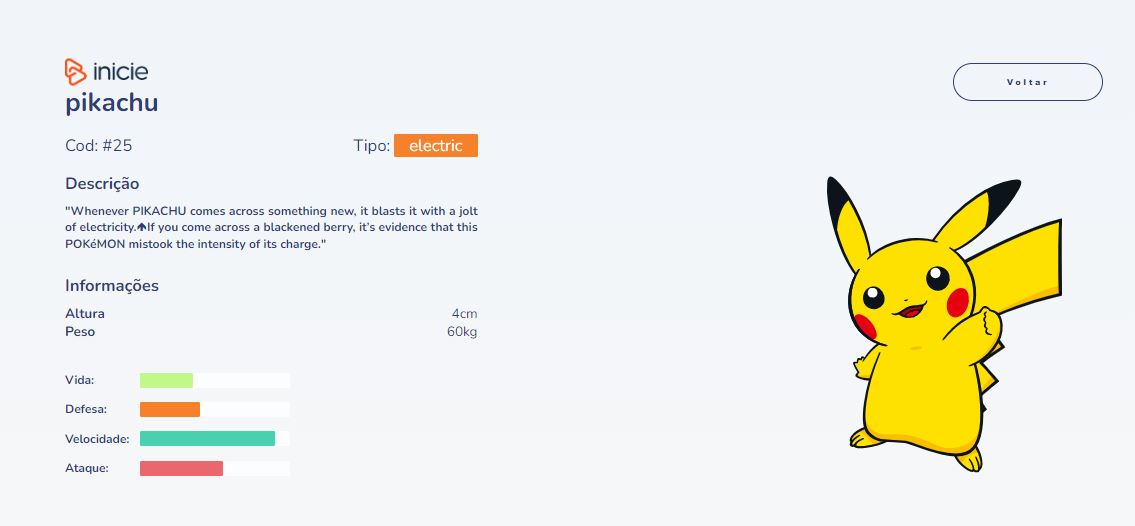 inicie
Voltar
pikachu
Cod: #25
Tipo: electric
Descrição
"Whenever PIKACHU comes across something new, it blasts it with a jolt
of electricity.🡅If you come across a blackened berry, it's evidence that this
POKéMON mistook the intensity of its charge."
Informações
Altura 4cm
Peso 60kg
Vida:
Defesa:
Velocidade:
Ataque: